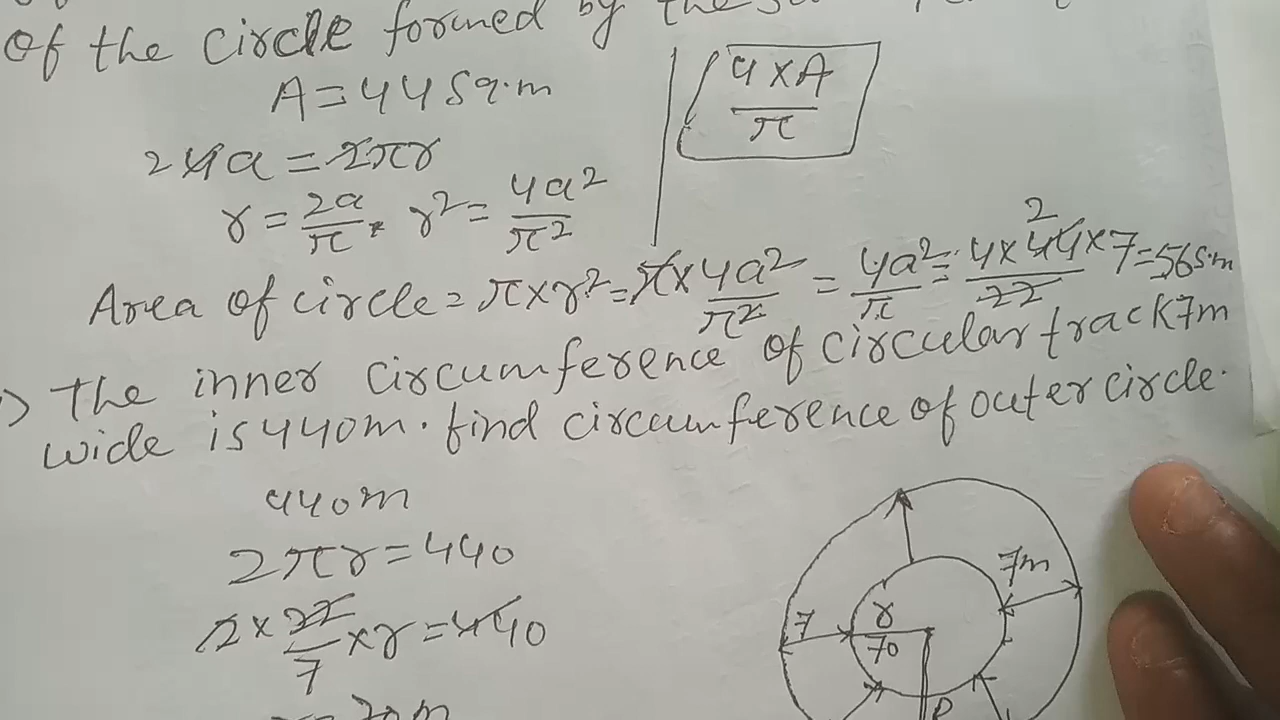 of the circle formed by the
A = 44 Sq.m
4 × A / π
2 4a = 2πr
r = 2a/π . r² = 4a²/π²
Area of circle = π × r² = π × 4a²/π² = 4a²/π = 4 × 44 × 7 / 22 = 56 S.m
2
The inner circumference of circular track 7m
wide is 440m. find circumference of outer circle.
440m
2πr = 440
2 × 22/7 × r = 440
7m
7
r
70
R
70m